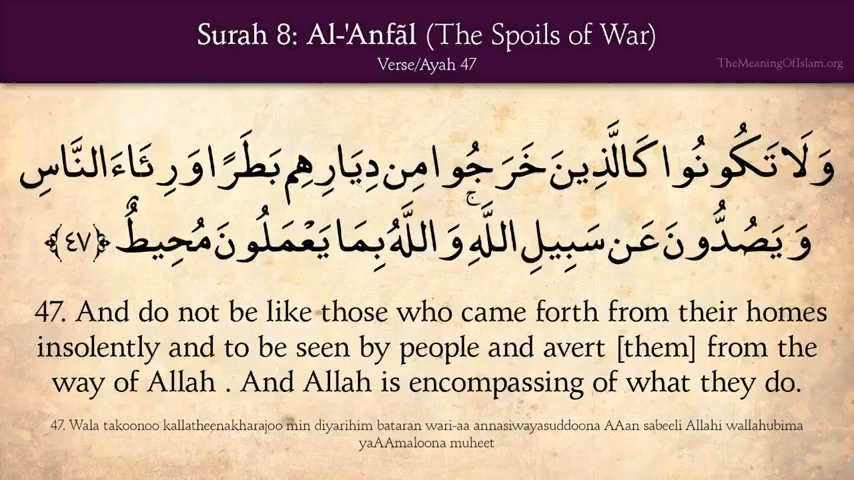 Surah 8: Al-'Anfãl (The Spoils of War)
Verse/Ayah 47
TheMeaningOfIslam.org
وَلَا تَكُونُوا كَالَّذِينَ خَرَجُوا مِن دِيَارِهِم بَطَرًا وَرِئَاءَ النَّاسِ
وَيَصُدُّونَ عَن سَبِيلِ اللَّهِ ۚ وَاللَّهُ بِمَا يَعْمَلُونَ مُحِيطٌ ﴿٤٧﴾
47. And do not be like those who came forth from their homes
insolently and to be seen by people and avert [them] from the
way of Allah . And Allah is encompassing of what they do.
47. Wala takoonoo kallatheenakharajoo min diyarihim bataran wari-aa annasiwayasuddoona AAan sabeeli Allahi wallahubima
yaAAmaloona muheet